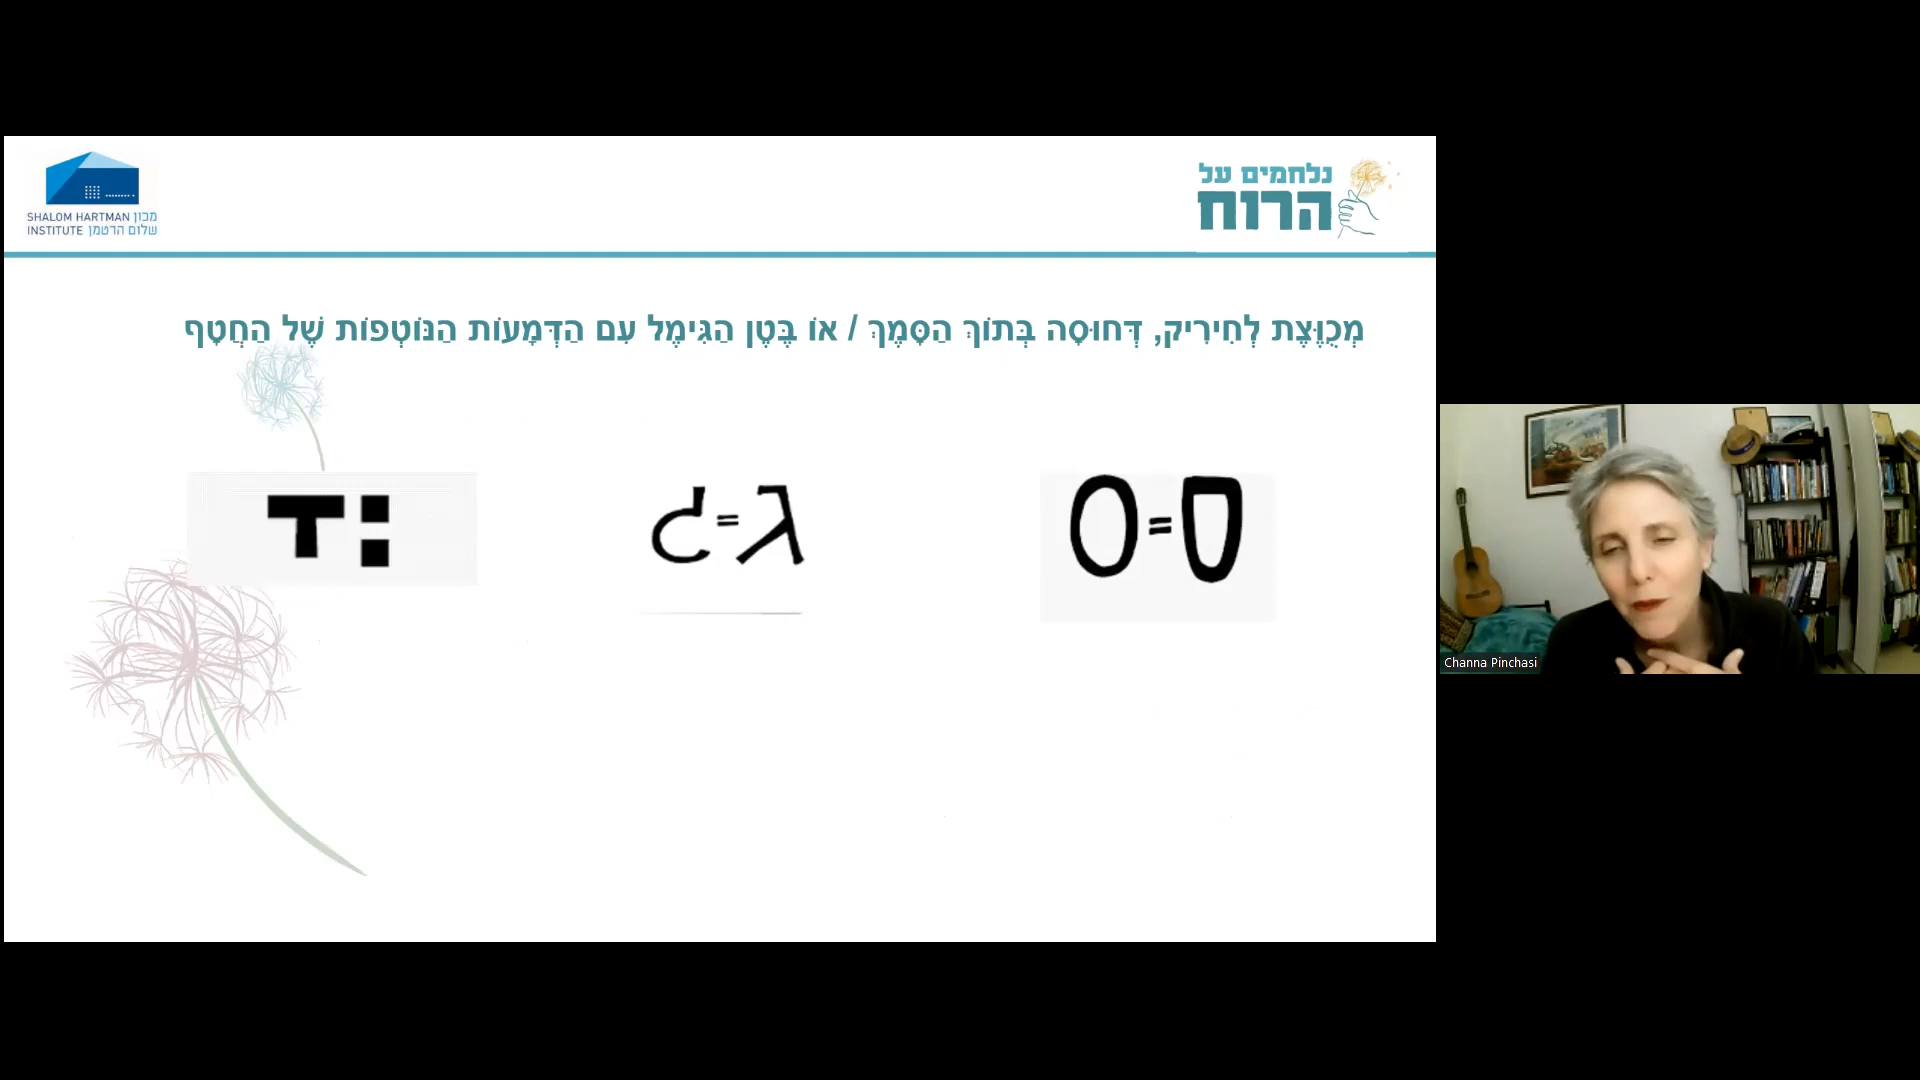 SHALOM HARTMAN מכון
INSTITUTE שלום הרטמן
נלחמים על
הרוח
מְכֻוֶּצֶת לְחִירִיק, דְּחוּסָה בְּתוֹךְ הַסָּמֶךְ / אוֹ בְּבֶטֶן הַגִּימֶל עִם הַדְּמָעוֹת הַנּוֹטְפוֹת שֶׁל הַחֲטָף
ס=O
ג=
Channa Pinchasi